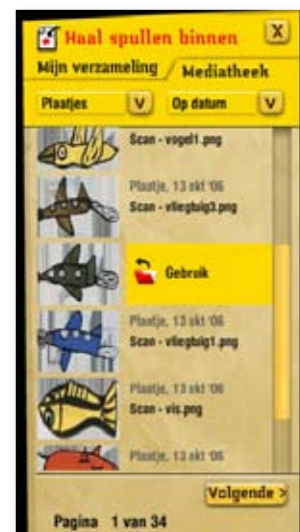 Haal spullen binnen X
Mijn verzameling / Mediatheek
Plaatjes V Op datum V
Scan - vogel1.png
Plaatje, 13 okt '06
Scan - vliegtuig3.png
Gebruik
Plaatje, 13 okt '06
Scan - vliegtuig1.png
Plaatje, 13 okt '06
Scan - vis.png
Plaatje, 13 okt '06
Volgende >
Pagina 1 van 34